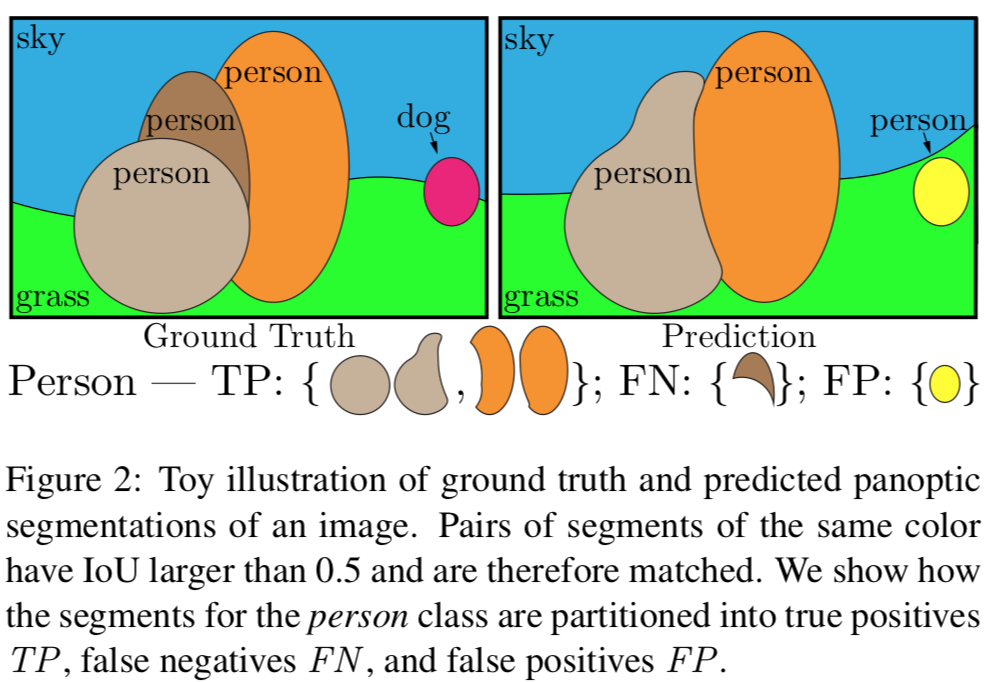 sky
person
person
person
dog
grass
sky
person
person
person
grass
Ground Truth
Prediction
Person — TP: { , }; FN: { }; FP: { }
Figure 2: Toy illustration of ground truth and predicted panoptic
segmentations of an image. Pairs of segments of the same color
have IoU larger than 0.5 and are therefore matched. We show how
the segments for the person class are partitioned into true positives
TP, false negatives FN, and false positives FP.